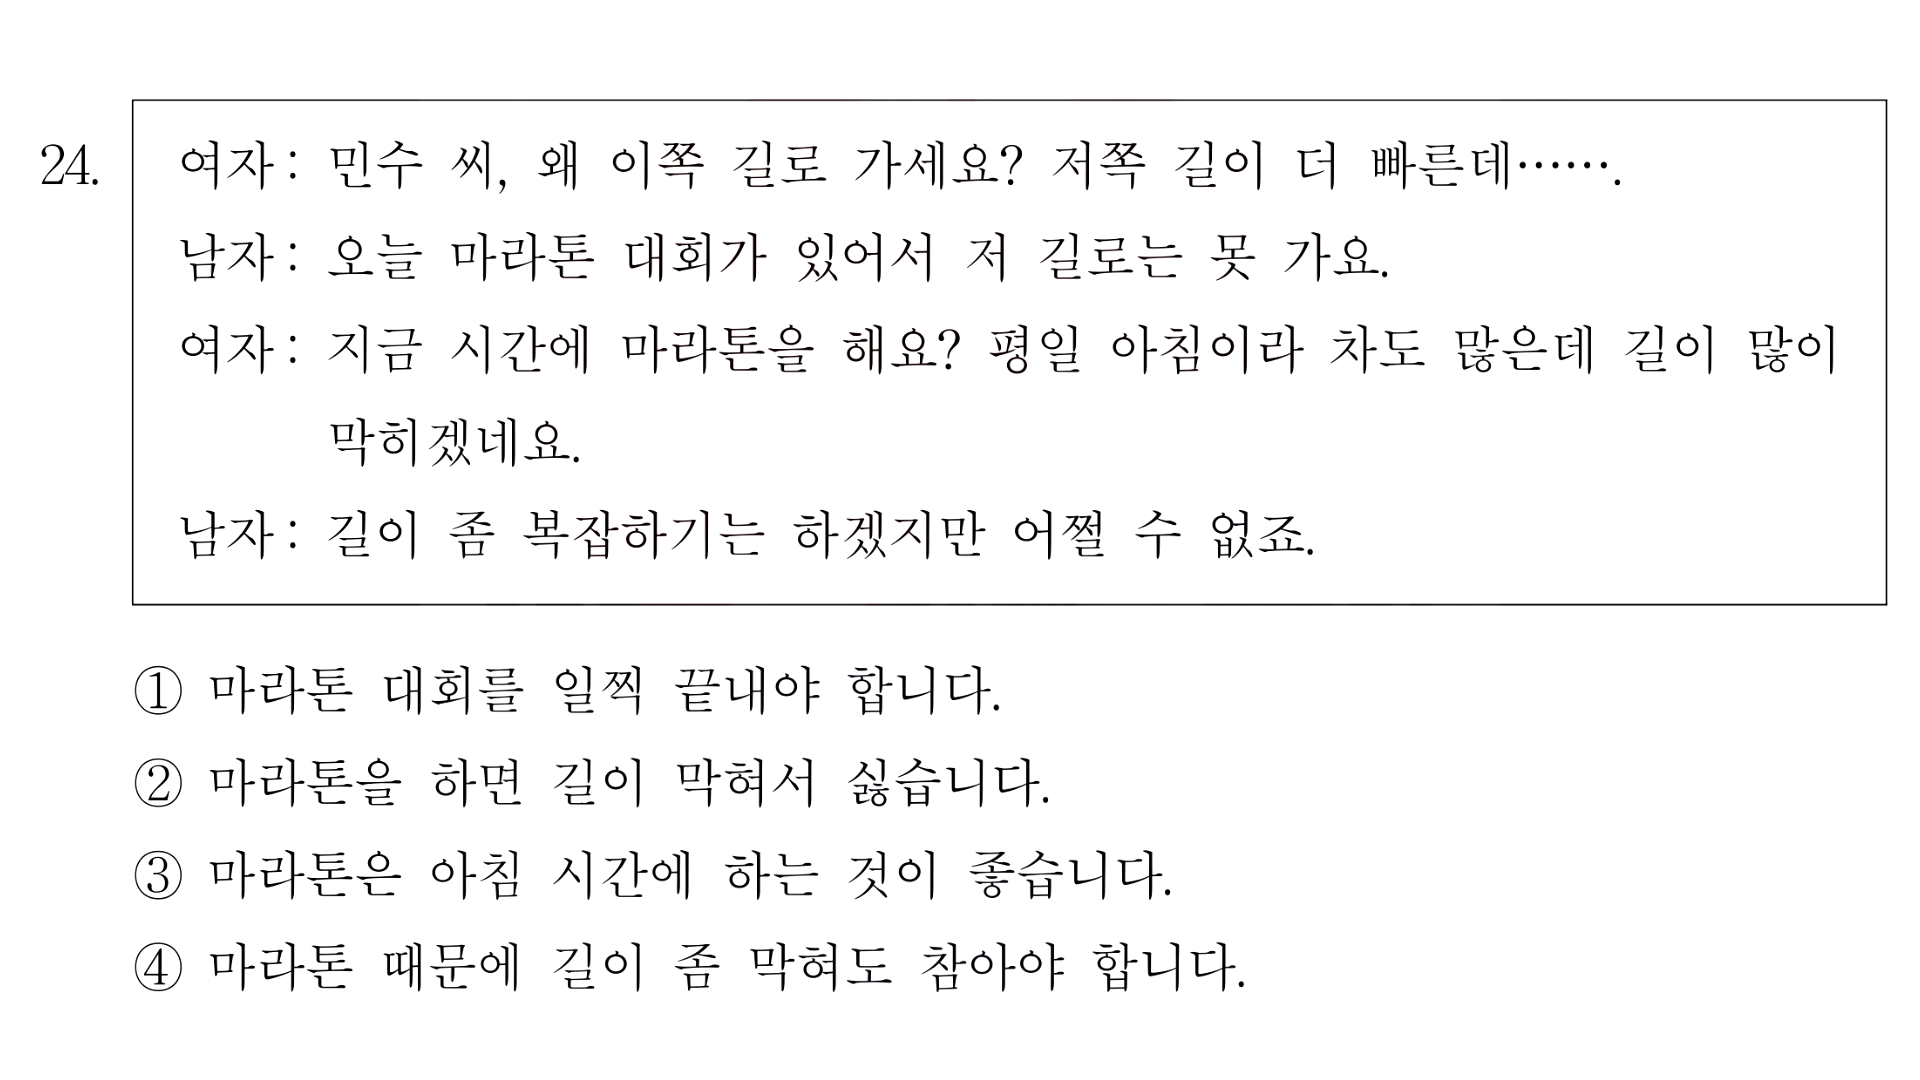 24. 여자: 민수 씨, 왜 이쪽 길로 가세요? 저쪽 길이 더 빠른데…….
남자: 오늘 마라톤 대회가 있어서 저 길로는 못 가요.
여자: 지금 시간에 마라톤을 해요? 평일 아침이라 차도 많은데 길이 많이
막히겠네요.
남자: 길이 좀 복잡하기는 하겠지만 어쩔 수 없죠.
① 마라톤 대회를 일찍 끝내야 합니다.
② 마라톤을 하면 길이 막혀서 싫습니다.
③ 마라톤은 아침 시간에 하는 것이 좋습니다.
④ 마라톤 때문에 길이 좀 막혀도 참아야 합니다.